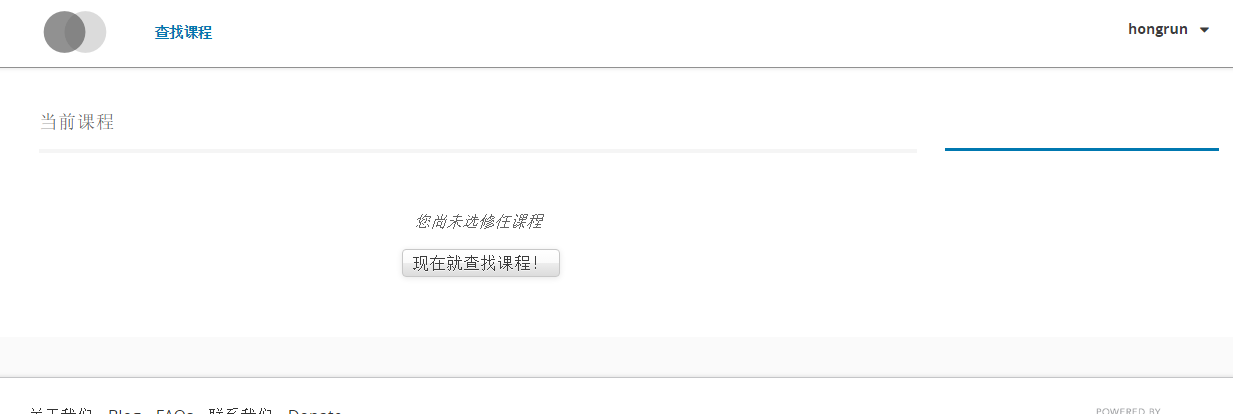 查找课程
hongrun
当前课程
您尚未选修任课程
现在就查找课程！
关于我们 Blog FAQs 联系我们 Donate
POWERED BY